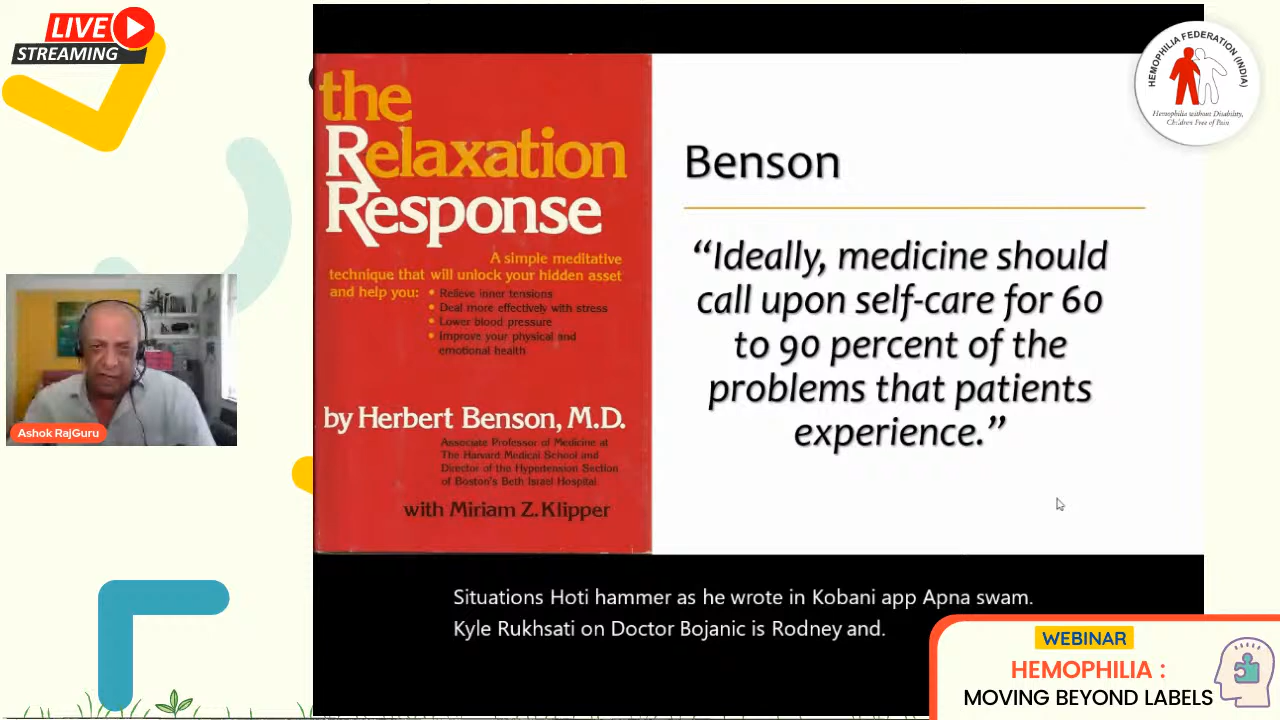 LIVE
STREAMING
HEMOPHILIA FEDERATION (INDIA)
Hemophilia without Disability,
Children Free of Pain
the
Relaxation
Response
A simple meditative
technique that will unlock your hidden asset
and help you: • Relieve inner tensions
• Deal more effectively with stress
• Lower blood pressure
• Improve your physical and
emotional health
by Herbert Benson, M.D.
Associate Professor of Medicine at
The Harvard Medical School and
Director of the Hypertension Section
of Boston's Beth Israel Hospital
with Miriam Z. Klipper
Benson
“Ideally, medicine should
call upon self-care for 60
to 90 percent of the
problems that patients
experience.”
Ashok RajGuru
Situations Hoti hammer as he wrote in Kobani app Apna swam.
Kyle Rukhsati on Doctor Bojanic is Rodney and.
WEBINAR
HEMOPHILIA :
MOVING BEYOND LABELS